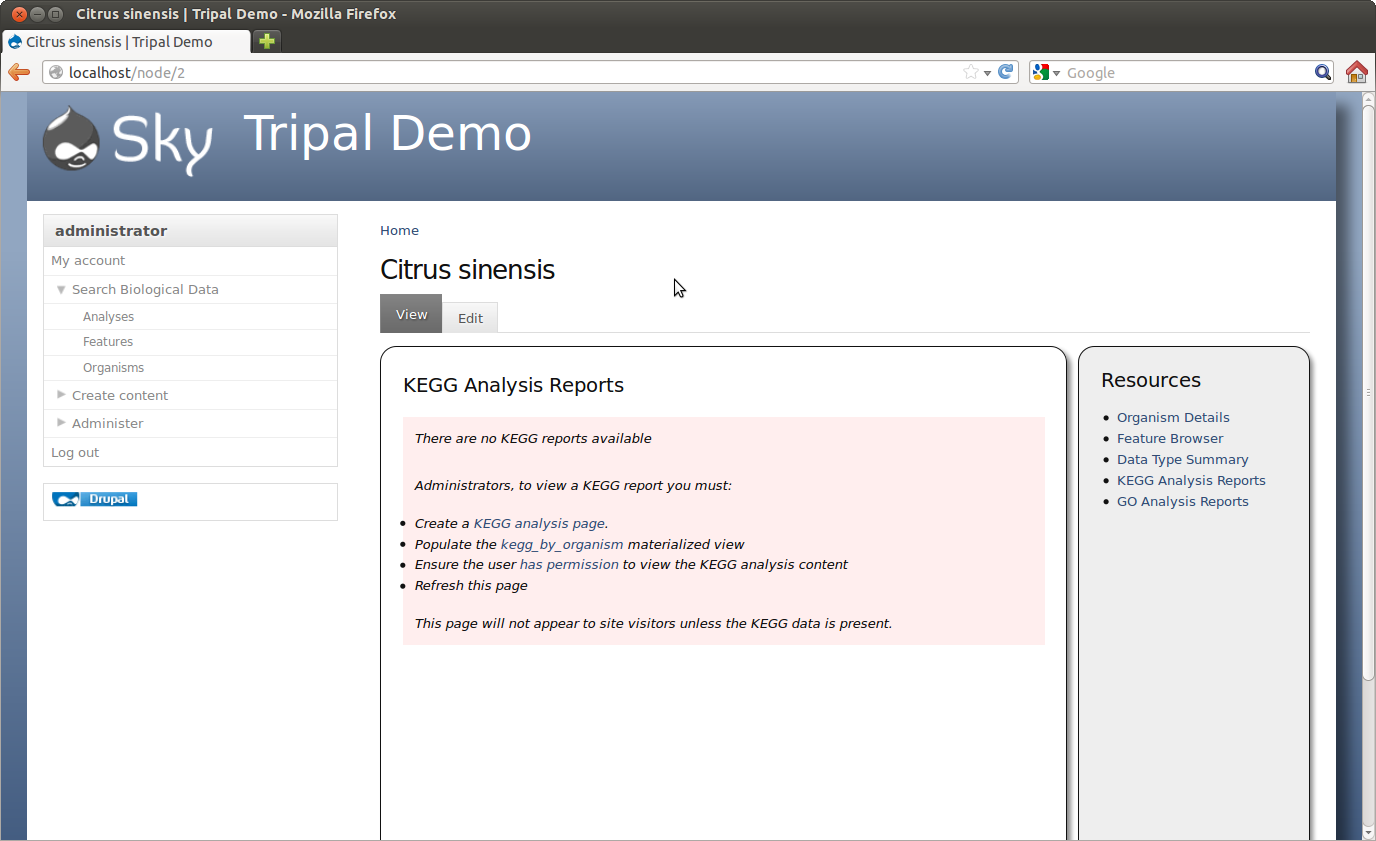 Citrus sinensis | Tripal Demo - Mozilla Firefox
Citrus sinensis | Tripal Demo
localhost/node/2
Google
Sky
Tripal Demo
administrator
My account
Search Biological Data
Analyses
Features
Organisms
Create content
Administer
Log out
Drupal
Home
Citrus sinensis
View
Edit
KEGG Analysis Reports
There are no KEGG reports available
Administrators, to view a KEGG report you must:
Create a KEGG analysis page.
Populate the kegg_by_organism materialized view
Ensure the user has permission to view the KEGG analysis content
Refresh this page
This page will not appear to site visitors unless the KEGG data is present.
Resources
Organism Details
Feature Browser
Data Type Summary
KEGG Analysis Reports
GO Analysis Reports